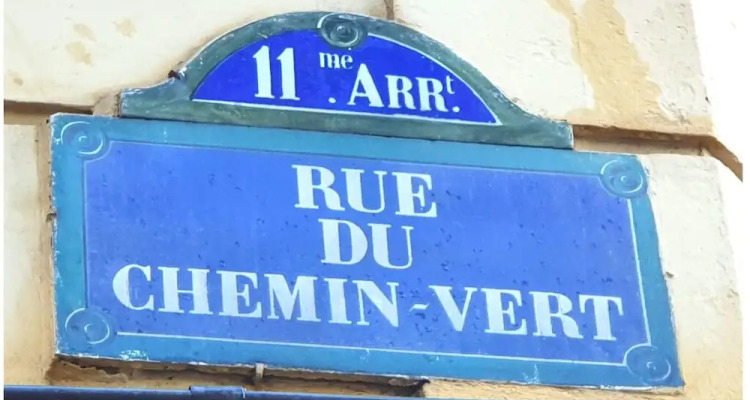 11me. ARRt.
RUE
DU
CHEMIN-VERT